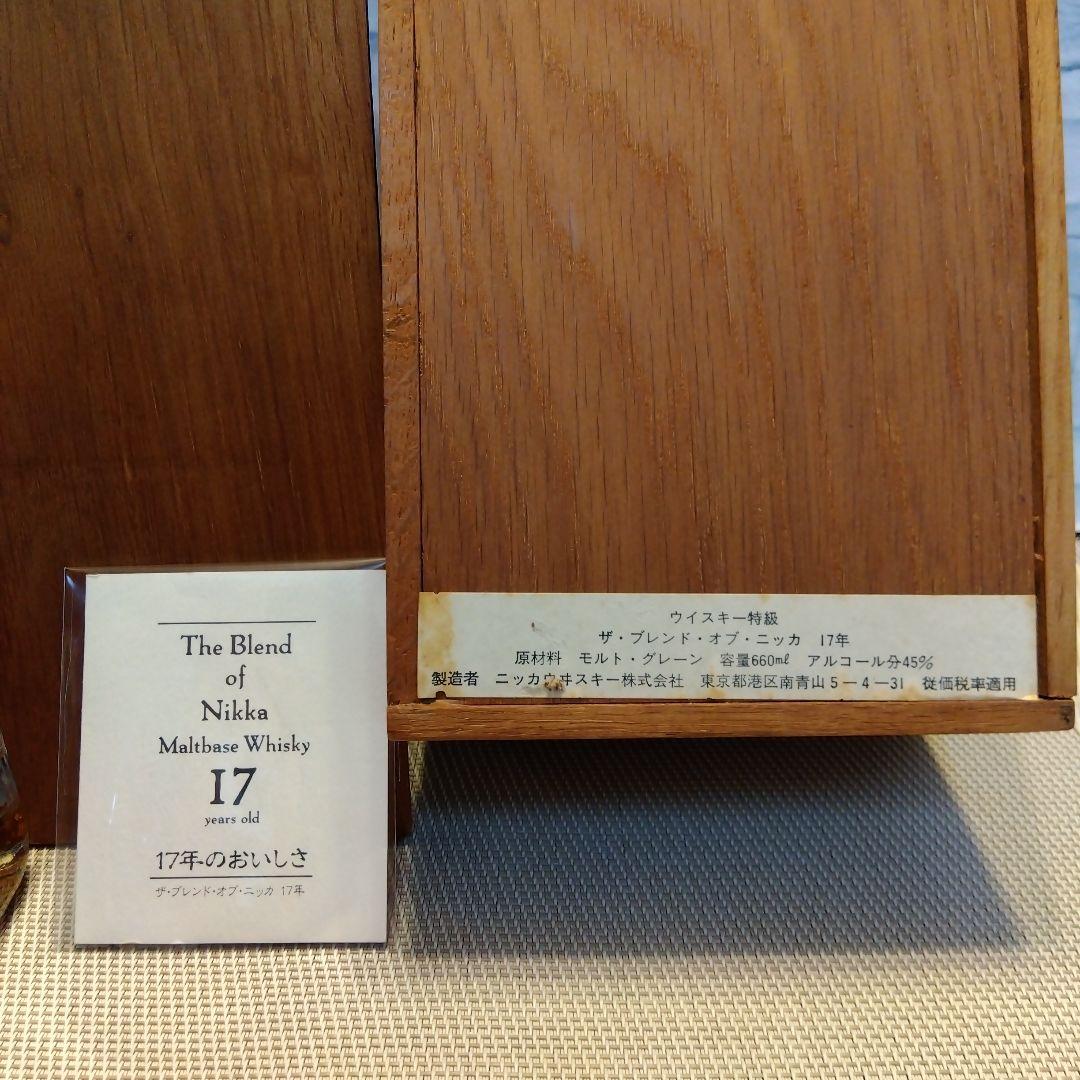 The Blend
of
Nikka
Maltbase Whisky
17
years old
17年のおいしさ
ザ・ブレンド・オブ・ニッカ 17年
ウイスキー特級
ザ・ブレンド・オブ・ニッカ 17年
原材料 モルト・グレーン 容量660㎖ アルコール分45%
製造者 ニッカウヰスキー株式会社 東京都港区南青山5―4―31 従価税率適用